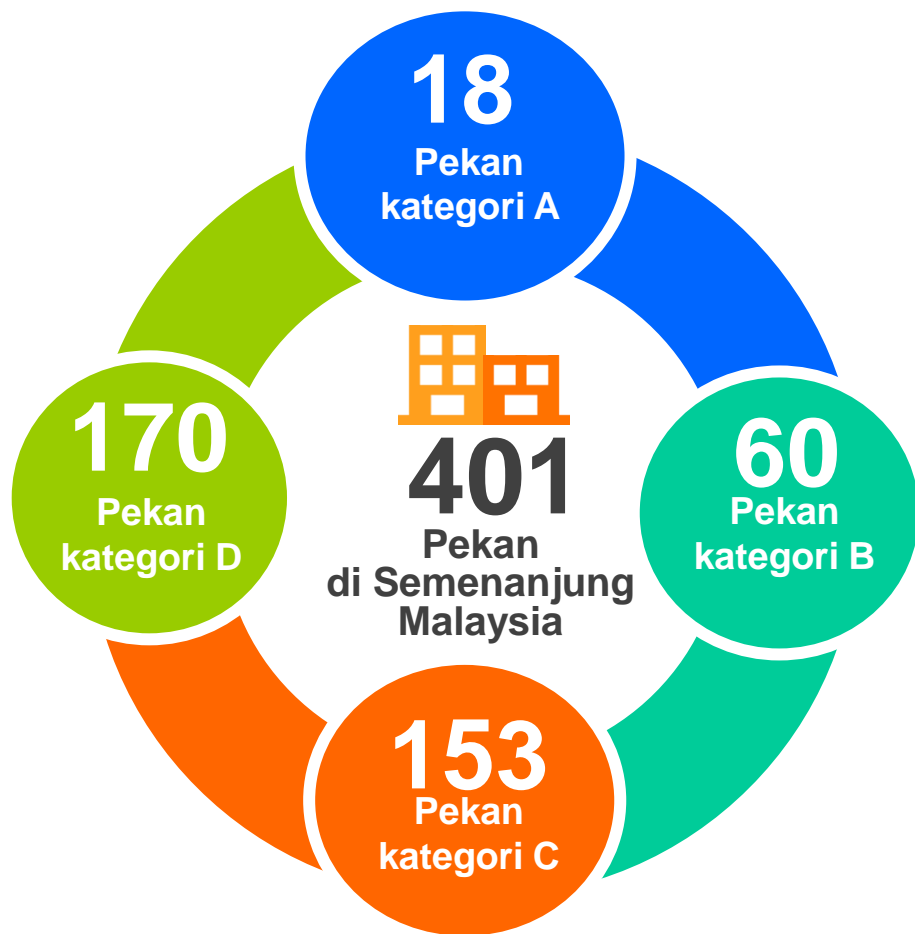 18
Pekan
kategori A
170
Pekan
kategori D
401
Pekan
di Semenanjung
Malaysia
60
Pekan
kategori B
153
Pekan
kategori C